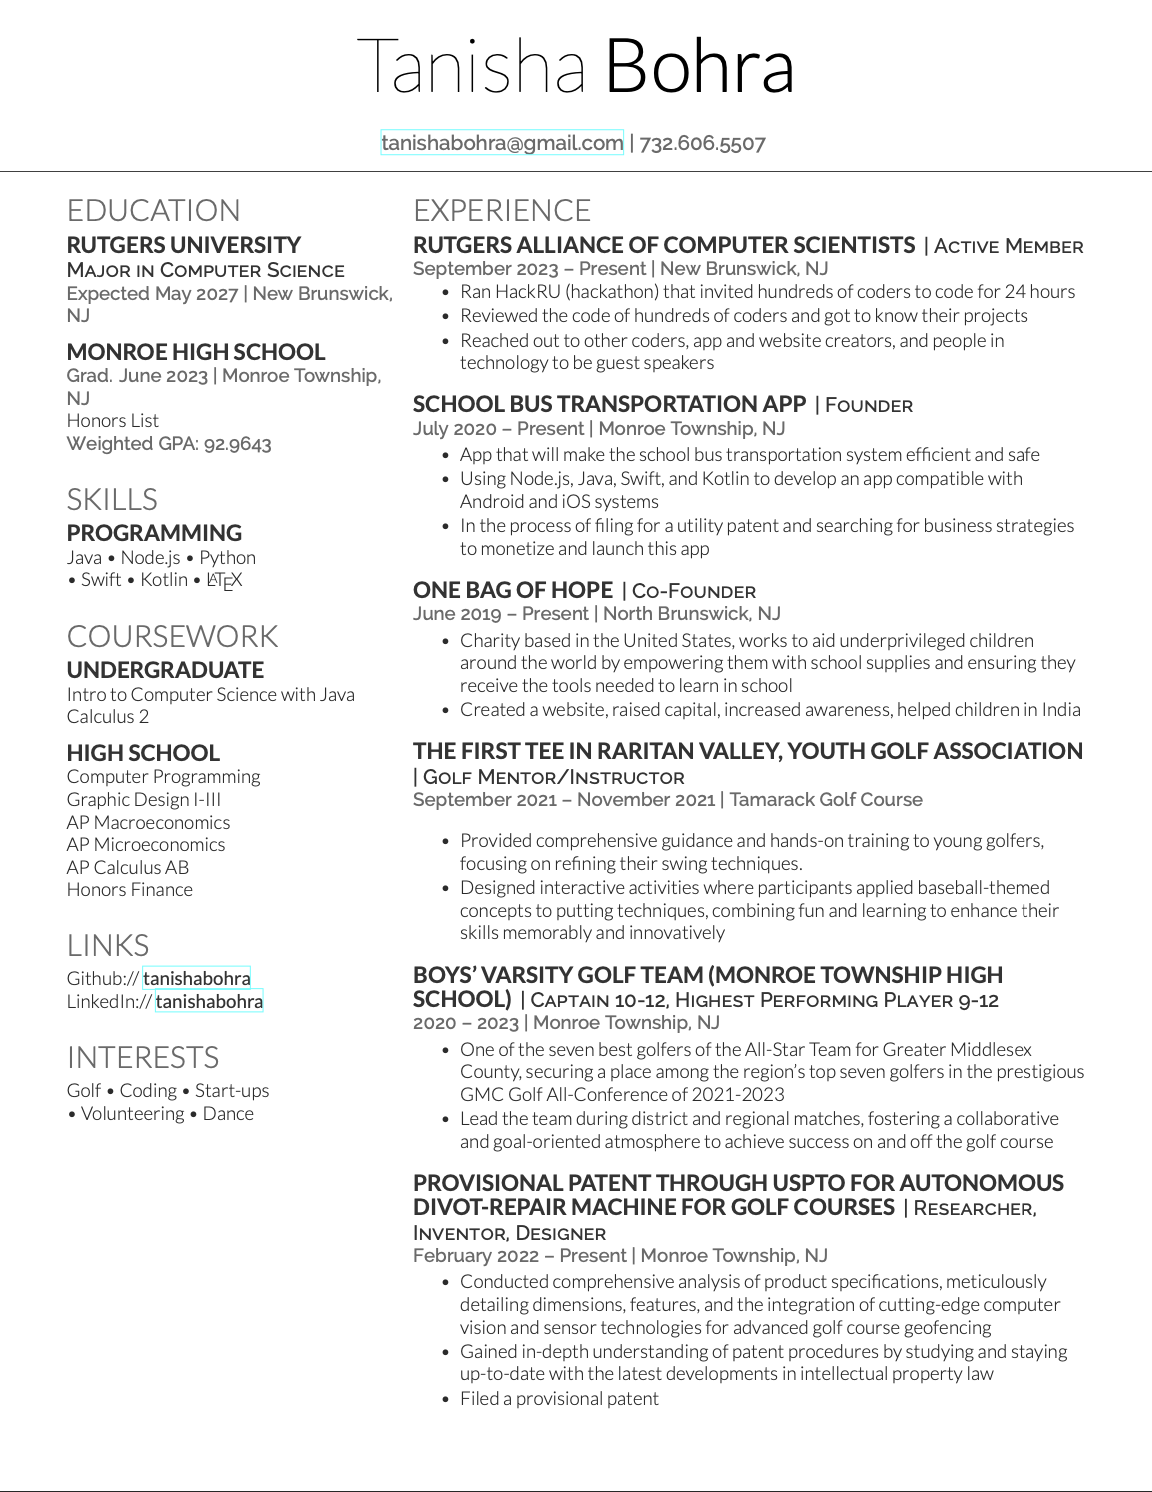 Tanisha Bohra
tanishabohra@gmail.com | 732.606.5507
EDUCATION
RUTGERS UNIVERSITY
Major in Computer Science
Expected May 2027 | New Brunswick,
NJ
MONROE HIGH SCHOOL
Grad. June 2023 | Monroe Township,
NJ
Honors List
Weighted GPA: 92.9643
SKILLS
PROGRAMMING
Java • Node.js • Python
• Swift • Kotlin • LATEX
COURSEWORK
UNDERGRADUATE
Intro to Computer Science with Java
Calculus 2
HIGH SCHOOL
Computer Programming
Graphic Design I-III
AP Macroeconomics
AP Microeconomics
AP Calculus AB
Honors Finance
LINKS
Github:// tanishabohra
LinkedIn:// tanishabohra
INTERESTS
Golf • Coding • Start-ups
• Volunteering • Dance
EXPERIENCE
RUTGERS ALLIANCE OF COMPUTER SCIENTISTS | Active Member
September 2023 – Present | New Brunswick, NJ
• Ran HackRU (hackathon) that invited hundreds of coders to code for 24 hours
• Reviewed the code of hundreds of coders and got to know their projects
• Reached out to other coders, app and website creators, and people in
technology to be guest speakers
SCHOOL BUS TRANSPORTATION APP | Founder
July 2020 – Present | Monroe Township, NJ
• App that will make the school bus transportation system efficient and safe
• Using Node.js, Java, Swift, and Kotlin to develop an app compatible with
Android and iOS systems
• In the process of filing for a utility patent and searching for business strategies
to monetize and launch this app
ONE BAG OF HOPE | Co-Founder
June 2019 – Present | North Brunswick, NJ
• Charity based in the United States, works to aid underprivileged children
around the world by empowering them with school supplies and ensuring they
receive the tools needed to learn in school
• Created a website, raised capital, increased awareness, helped children in India
THE FIRST TEE IN RARITAN VALLEY, YOUTH GOLF ASSOCIATION
| Golf Mentor/Instructor
September 2021 – November 2021 | Tamarack Golf Course
• Provided comprehensive guidance and hands-on training to young golfers,
focusing on refining their swing techniques.
• Designed interactive activities where participants applied baseball-themed
concepts to putting techniques, combining fun and learning to enhance their
skills memorably and innovatively
BOYS’ VARSITY GOLF TEAM (MONROE TOWNSHIP HIGH
SCHOOL) | Captain 10-12, Highest Performing Player 9-12
2020 – 2023 | Monroe Township, NJ
• One of the seven best golfers of the All-Star Team for Greater Middlesex
County, securing a place among the region’s top seven golfers in the prestigious
GMC Golf All-Conference of 2021-2023
• Lead the team during district and regional matches, fostering a collaborative
and goal-oriented atmosphere to achieve success on and off the golf course
PROVISIONAL PATENT THROUGH USPTO FOR AUTONOMOUS
DIVOT-REPAIR MACHINE FOR GOLF COURSES | Researcher,
Inventor, Designer
February 2022 – Present | Monroe Township, NJ
• Conducted comprehensive analysis of product specifications, meticulously
detailing dimensions, features, and the integration of cutting-edge computer
vision and sensor technologies for advanced golf course geofencing
• Gained in-depth understanding of patent procedures by studying and staying
up-to-date with the latest developments in intellectual property law
• Filed a provisional patent